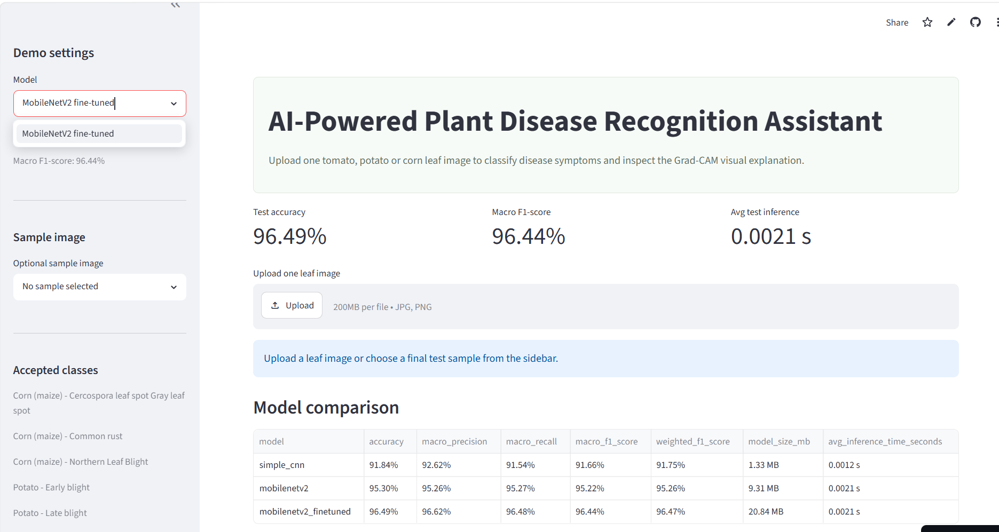 Share
Demo settings
Model
MobileNetV2 fine-tuned
MobileNetV2 fine-tuned
Macro F1-score: 96.44%
Sample image
Optional sample image
No sample selected
Accepted classes
Corn (maize) - Cercospora leaf spot Gray leaf
spot
Corn (maize) - Common rust
Corn (maize) - Northern Leaf Blight
Potato - Early blight
Potato - Late blight
AI-Powered Plant Disease Recognition Assistant
Upload one tomato, potato or corn leaf image to classify disease symptoms and inspect the Grad-CAM visual explanation.
Test accuracy
96.49%
Macro F1-score
96.44%
Avg test inference
0.0021 s
Upload one leaf image
Upload 200MB per file • JPG, PNG
Upload a leaf image or choose a final test sample from the sidebar.
Model comparison
model accuracy macro_precision macro_recall macro_f1_score weighted_f1_score model_size_mb avg_inference_time_seconds
simple_cnn 91.84% 92.62% 91.54% 91.66% 91.75% 1.33 MB 0.0012 s
mobilenetv2 95.30% 95.26% 95.27% 95.22% 95.26% 9.31 MB 0.0021 s
mobilenetv2_finetuned 96.49% 96.62% 96.48% 96.44% 96.47% 20.84 MB 0.0021 s